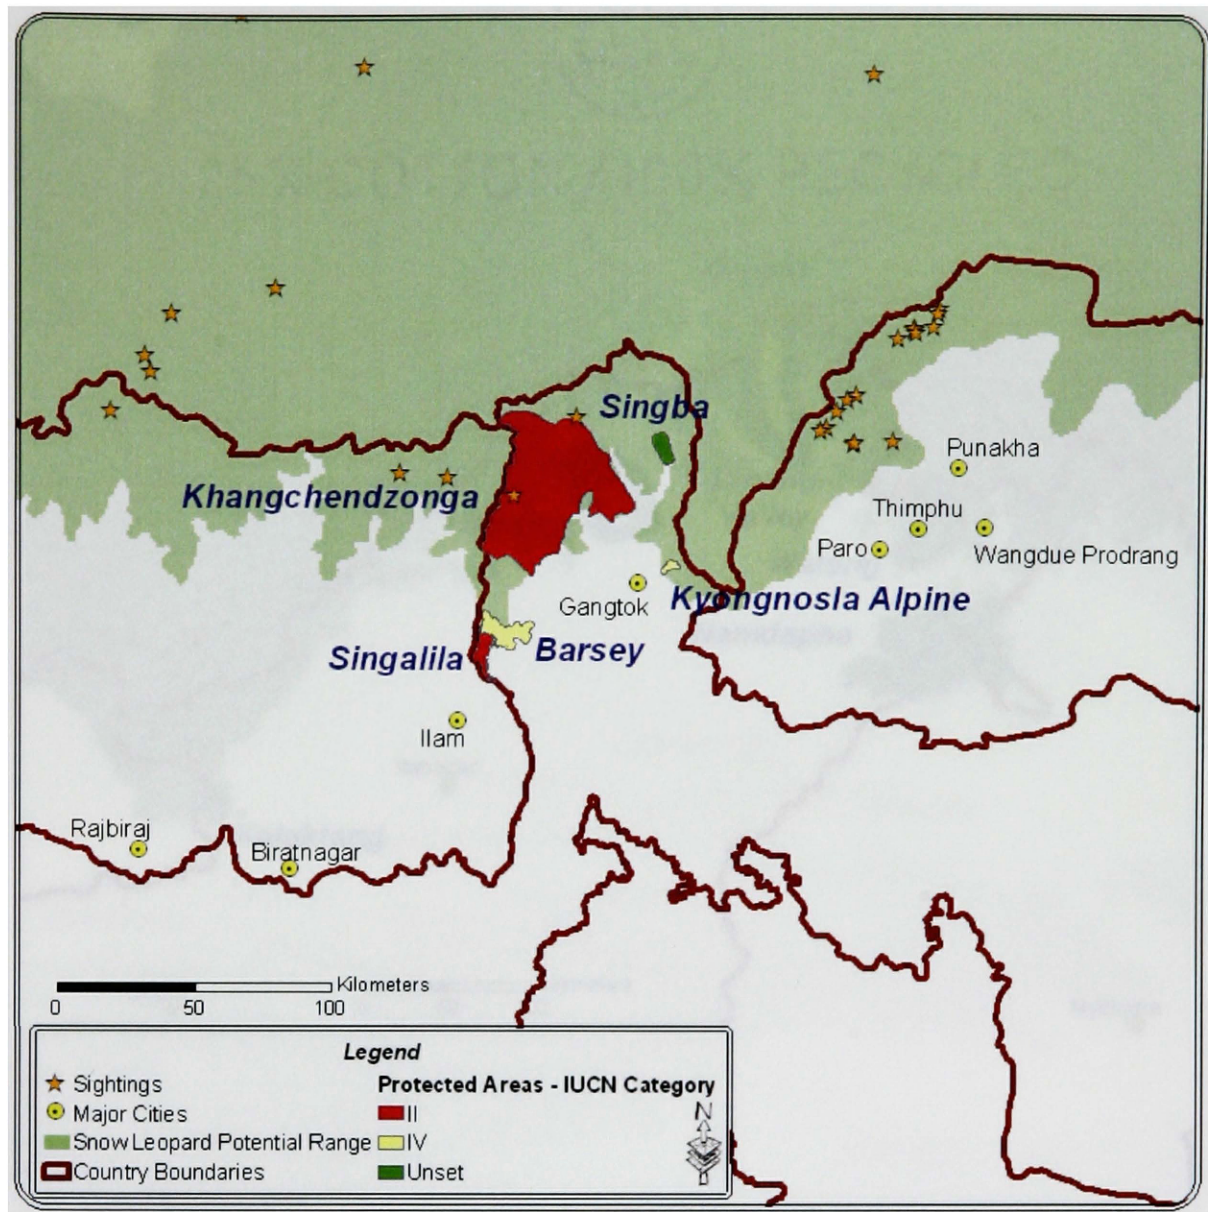 Singba
Khangchendzonga
Punakha
Thimphu
Paro
Wangdue Prodrang
Gangtok
Kyongnosla Alpine
Barsey
Singalila
Ilam
Rajbiraj
Biratnagar
Kilometers
0 50 100
Legend
Sightings
Major Cities
Snow Leopard Potential Range
Country Boundaries
Protected Areas - IUCN Category
II
IV
Unset
N